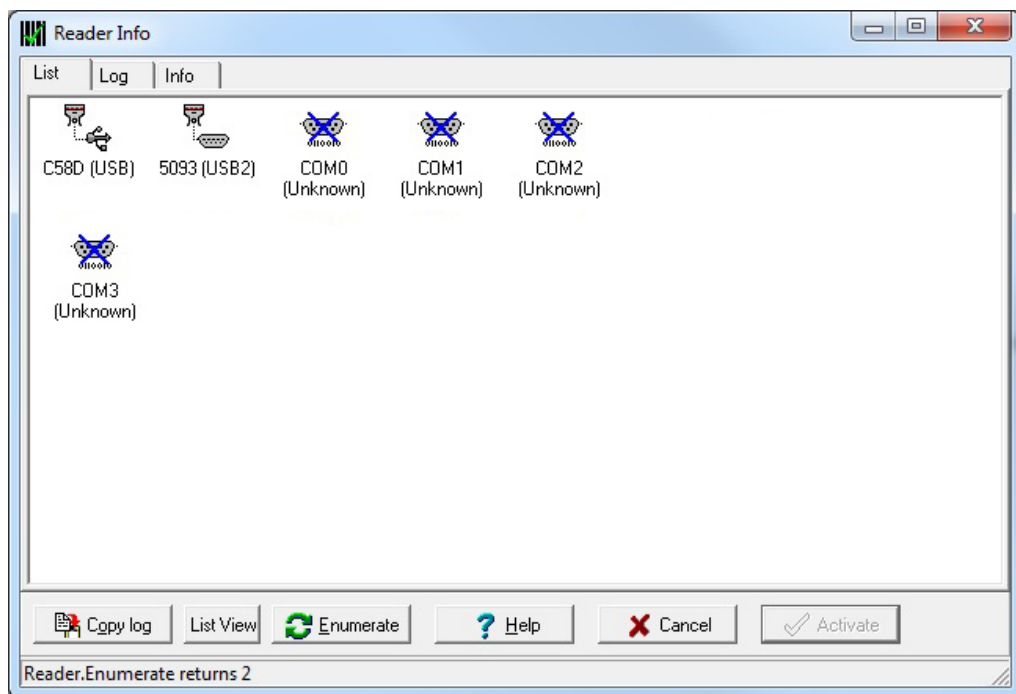 Reader Info
List Log Info
C58D (USB) 5093 (USB2) COM0 COM1 COM2
(Unknown) (Unknown) (Unknown)
COM3
(Unknown)
Copy log List View Enumerate ? Help Cancel Activate
Reader.Enumerate returns 2